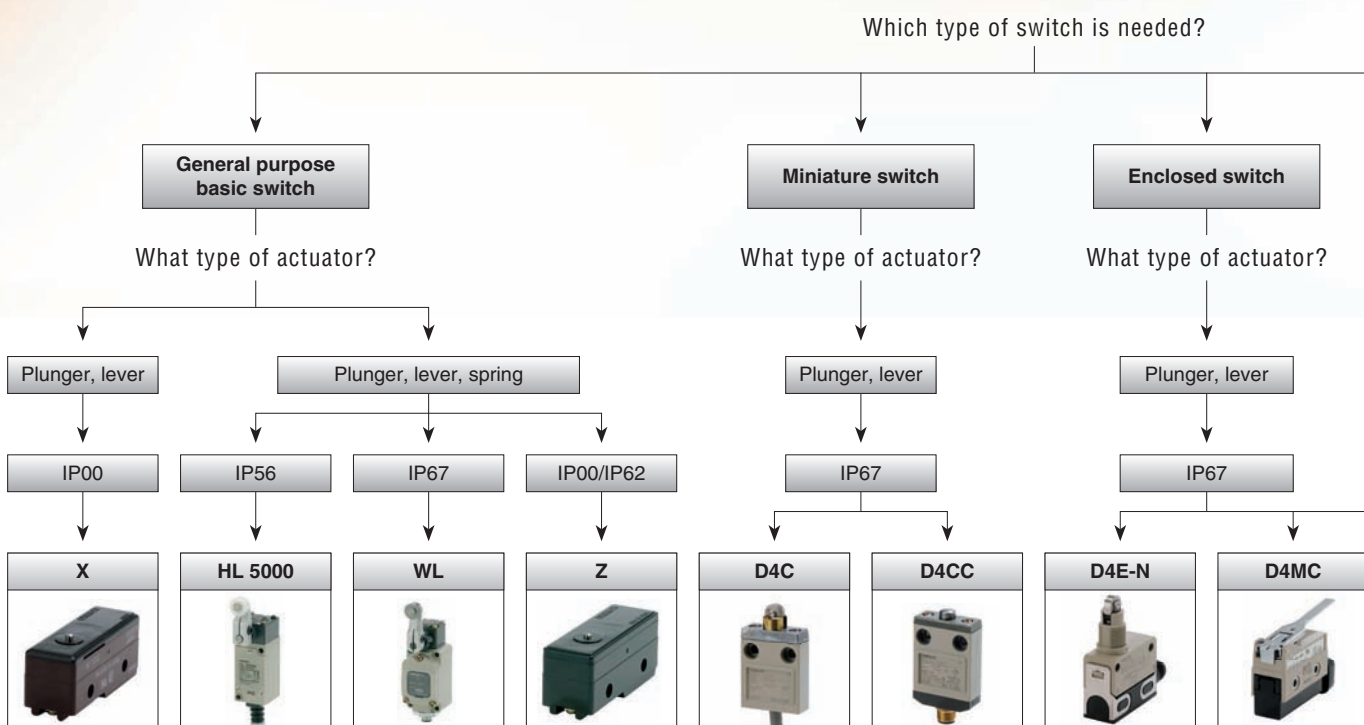 Which type of switch is needed?
General purpose
basic switch
Miniature switch
Enclosed switch
What type of actuator?
What type of actuator?
What type of actuator?
Plunger, lever
Plunger, lever, spring
Plunger, lever
Plunger, lever
IP00
IP56
IP67
IP00/IP62
IP67
IP67
X
HL 5000
WL
Z
D4C
D4CC
D4E-N
D4MC